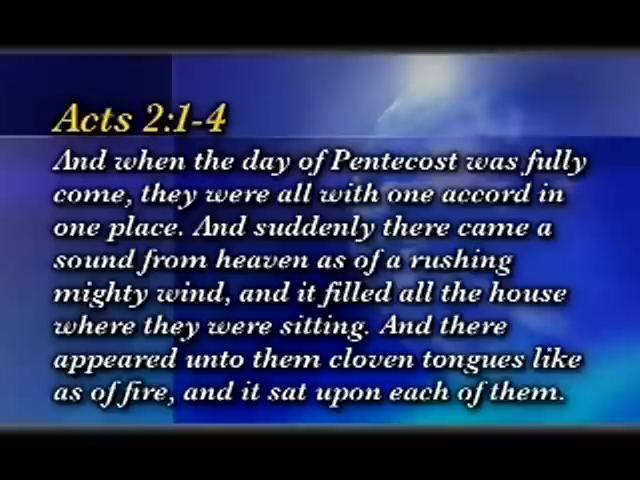 Acts 2:1-4
And when the day of Pentecost was fully
come, they were all with one accord in
one place. And suddenly there came a
sound from heaven as of a rushing
mighty wind, and it filled all the house
where they were sitting. And there
appeared unto them cloven tongues like
as of fire, and it sat upon each of them.